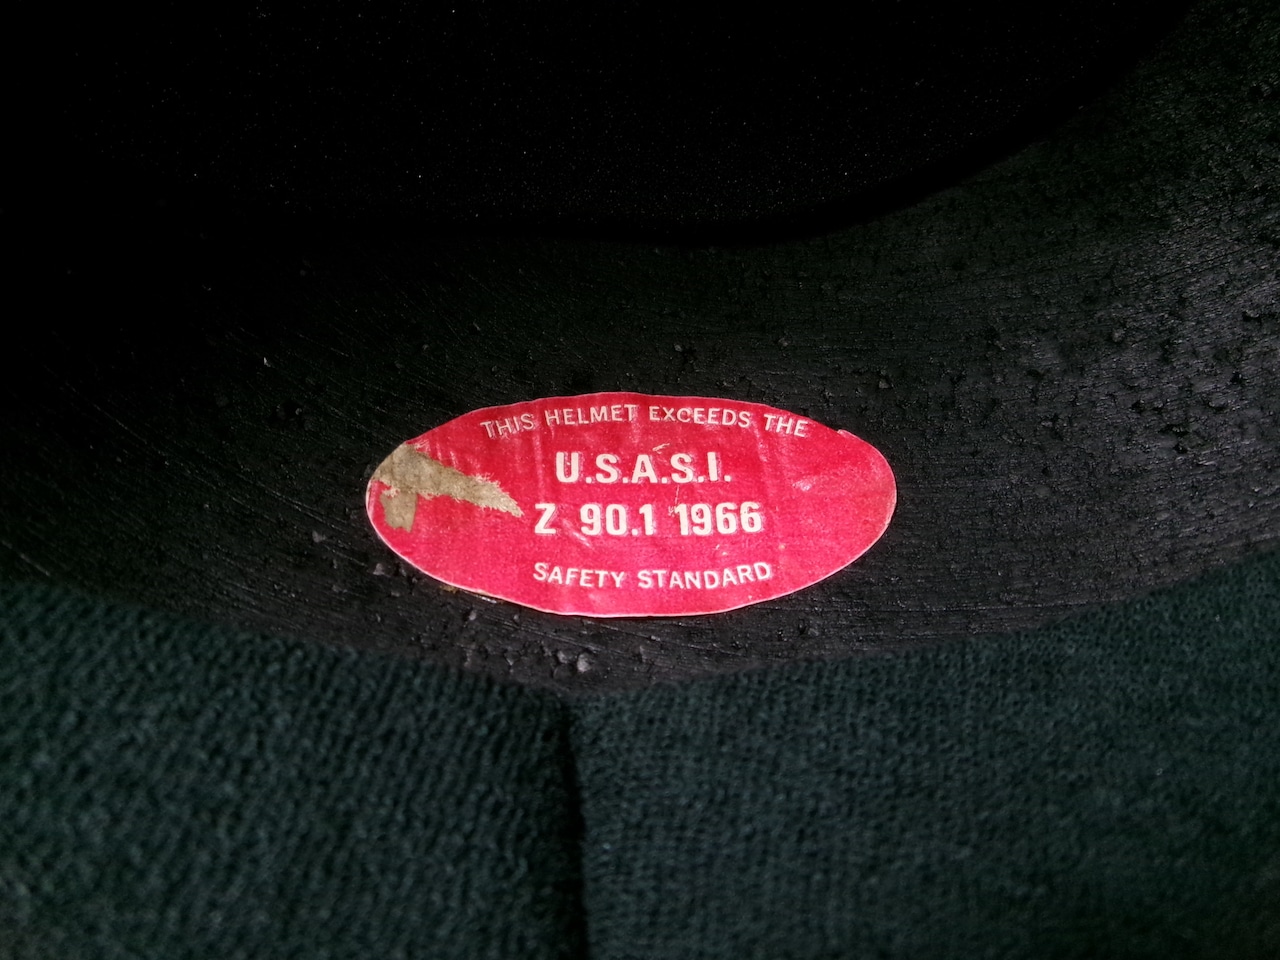 THIS HELMET EXCEEDS THE
U.S.A.S.I.
Z 90.1 1966
SAFETY STANDARD